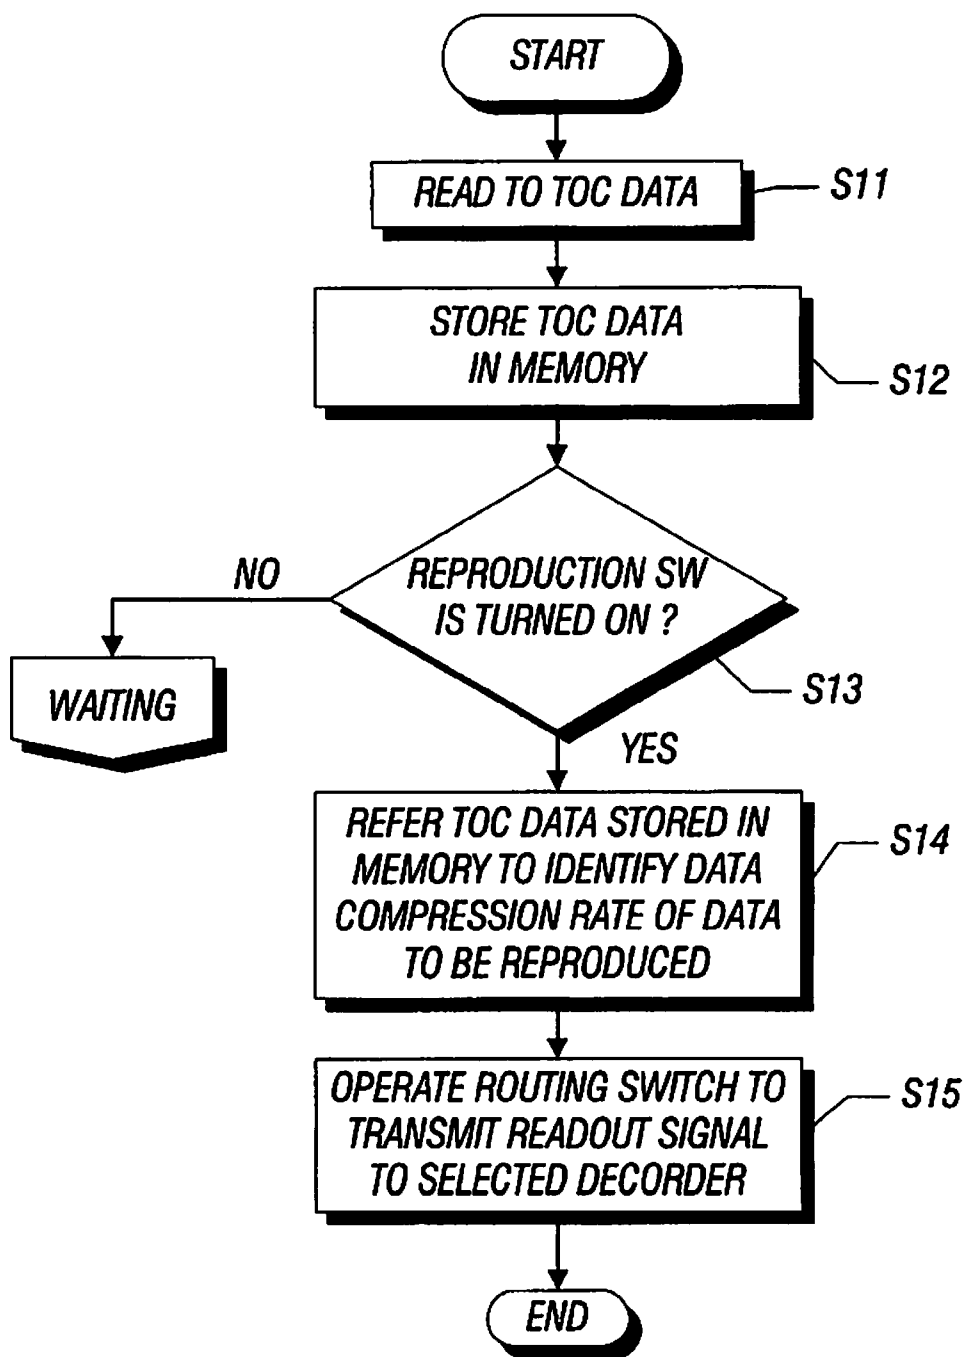 START
READ TO TOC DATA
S11
STORE TOC DATA
IN MEMORY
S12
REPRODUCTION SW
IS TURNED ON ?
NO
S13
WAITING
YES
REFER TOC DATA STORED IN
MEMORY TO IDENTIFY DATA
COMPRESSION RATE OF DATA
TO BE REPRODUCED
S14
OPERATE ROUTING SWITCH TO
TRANSMIT READOUT SIGNAL
TO SELECTED DECORDER
S15
END